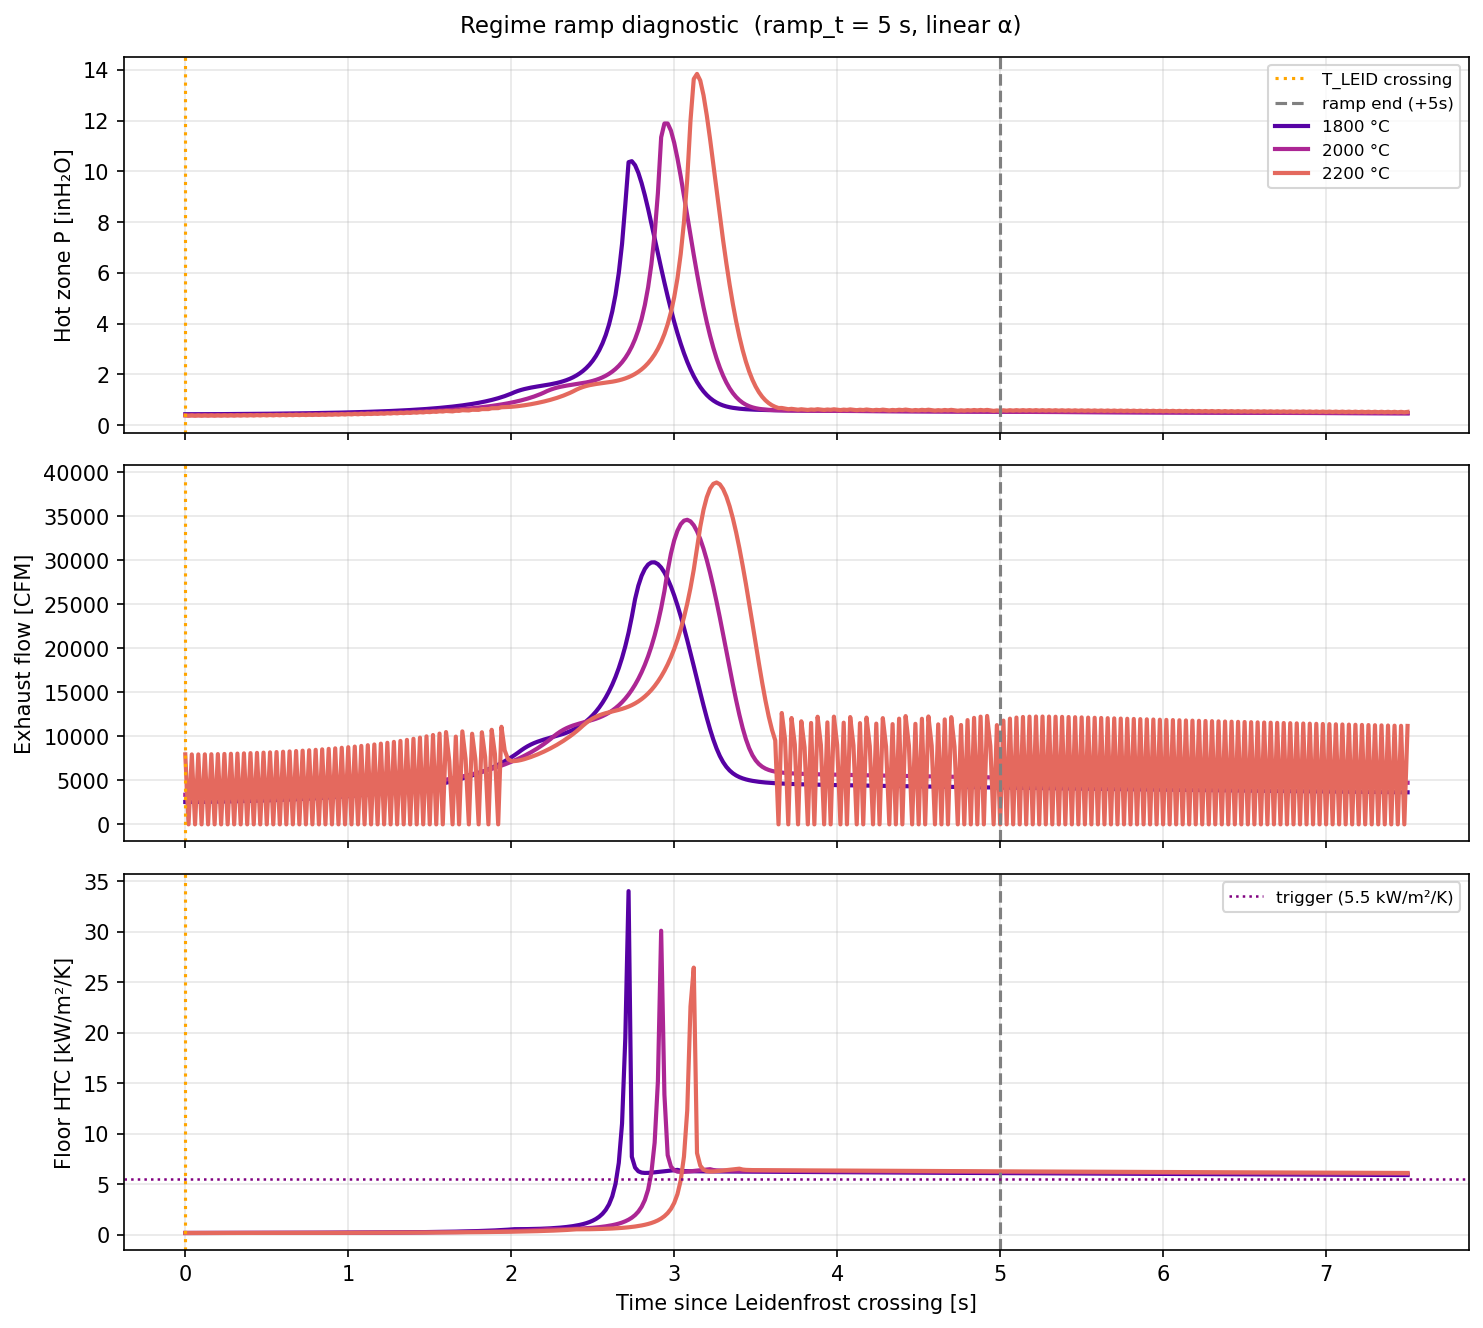 Regime ramp diagnostic  (ramp_t = 5 s, linear α)
Hot zone P [inH₂O]
14
12
10
8
6
4
2
0
T_LEID crossing
ramp end (+5s)
1800 °C
2000 °C
2200 °C
Exhaust flow [CFM]
40000
35000
30000
25000
20000
15000
10000
5000
0
Floor HTC [kW/m²/K]
35
30
25
20
15
10
5
0
trigger (5.5 kW/m²/K)
0 1 2 3 4 5 6 7
Time since Leidenfrost crossing [s]